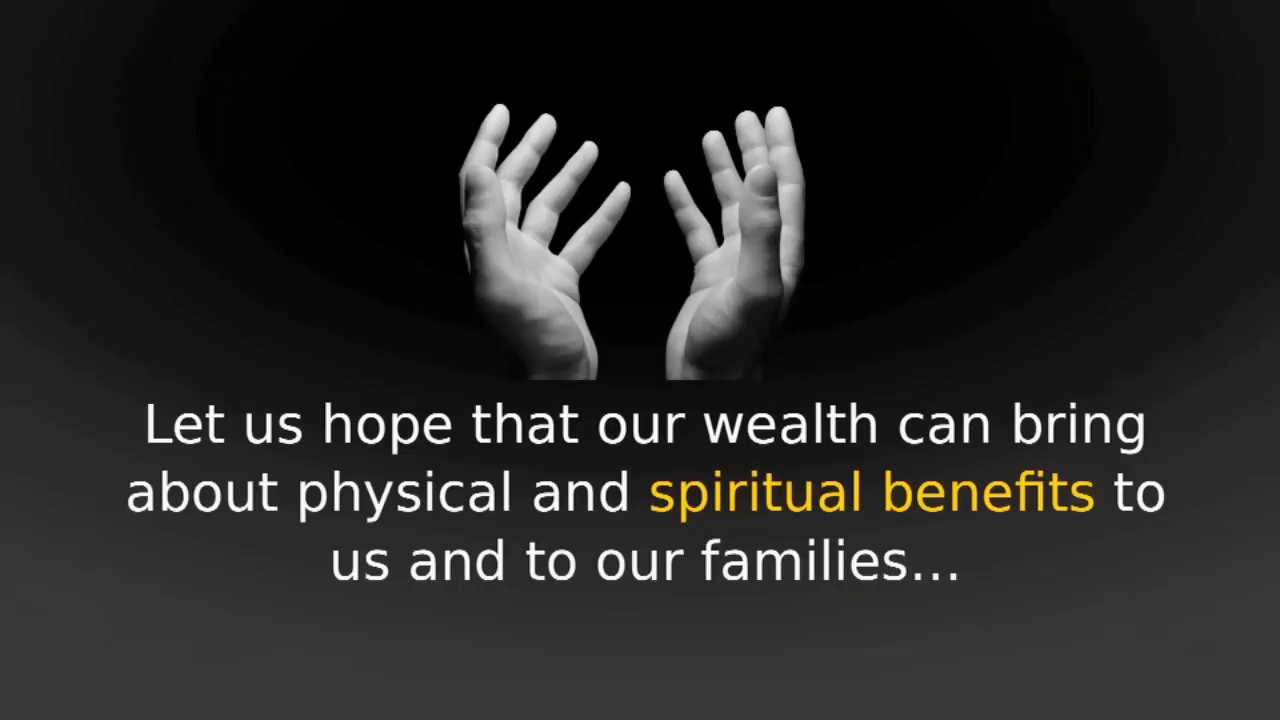 Let us hope that our wealth can bring
about physical and spiritual benefits to
us and to our families...